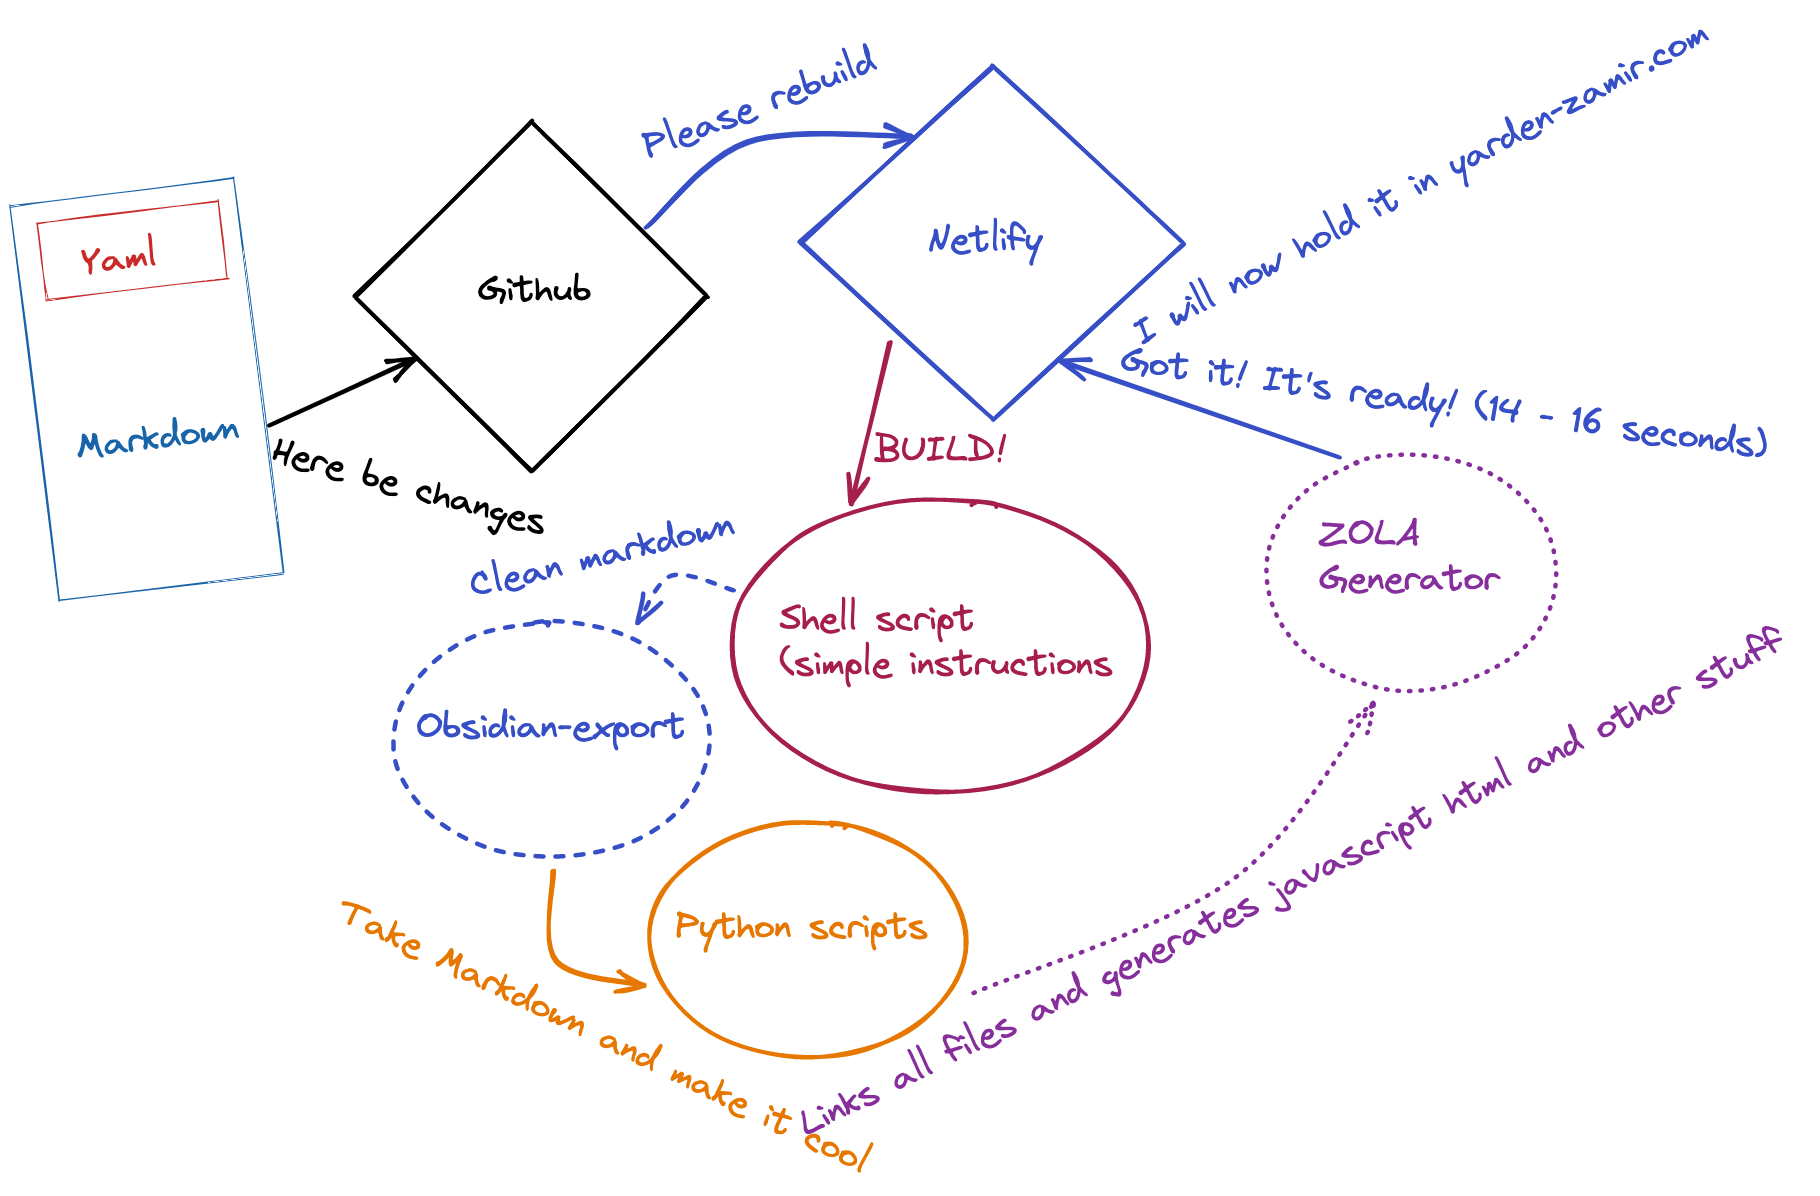 Yaml
Markdown
Here be changes
Github
Please rebuild
Netlify
I will now hold it in yarden-zamir.com
Got it! It's ready! (14 - 16 seconds)
BUILD!
Shell script
(simple instructions
clean markdown
Obsidian-export
Take Markdown and make it cool
Python scripts
Links all files and generates javascript html and other stuff
ZOLA
Generator